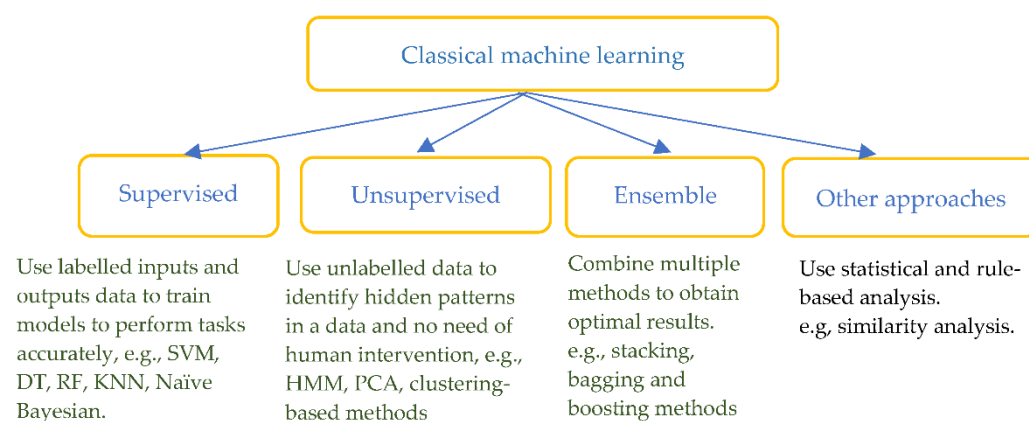 Classical machine learning
Supervised
Unsupervised
Ensemble
Other approaches
Use labelled inputs and
outputs data to train
models to perform tasks
accurately, e.g., SVM,
DT, RF, KNN, Naïve
Bayesian.
Use unlabelled data to
identify hidden patterns
in a data and no need of
human intervention, e.g.,
HMM, PCA, clustering-
based methods
Combine multiple
methods to obtain
optimal results.
e.g., stacking,
bagging and
boosting methods
Use statistical and rule-
based analysis.
e.g, similarity analysis.